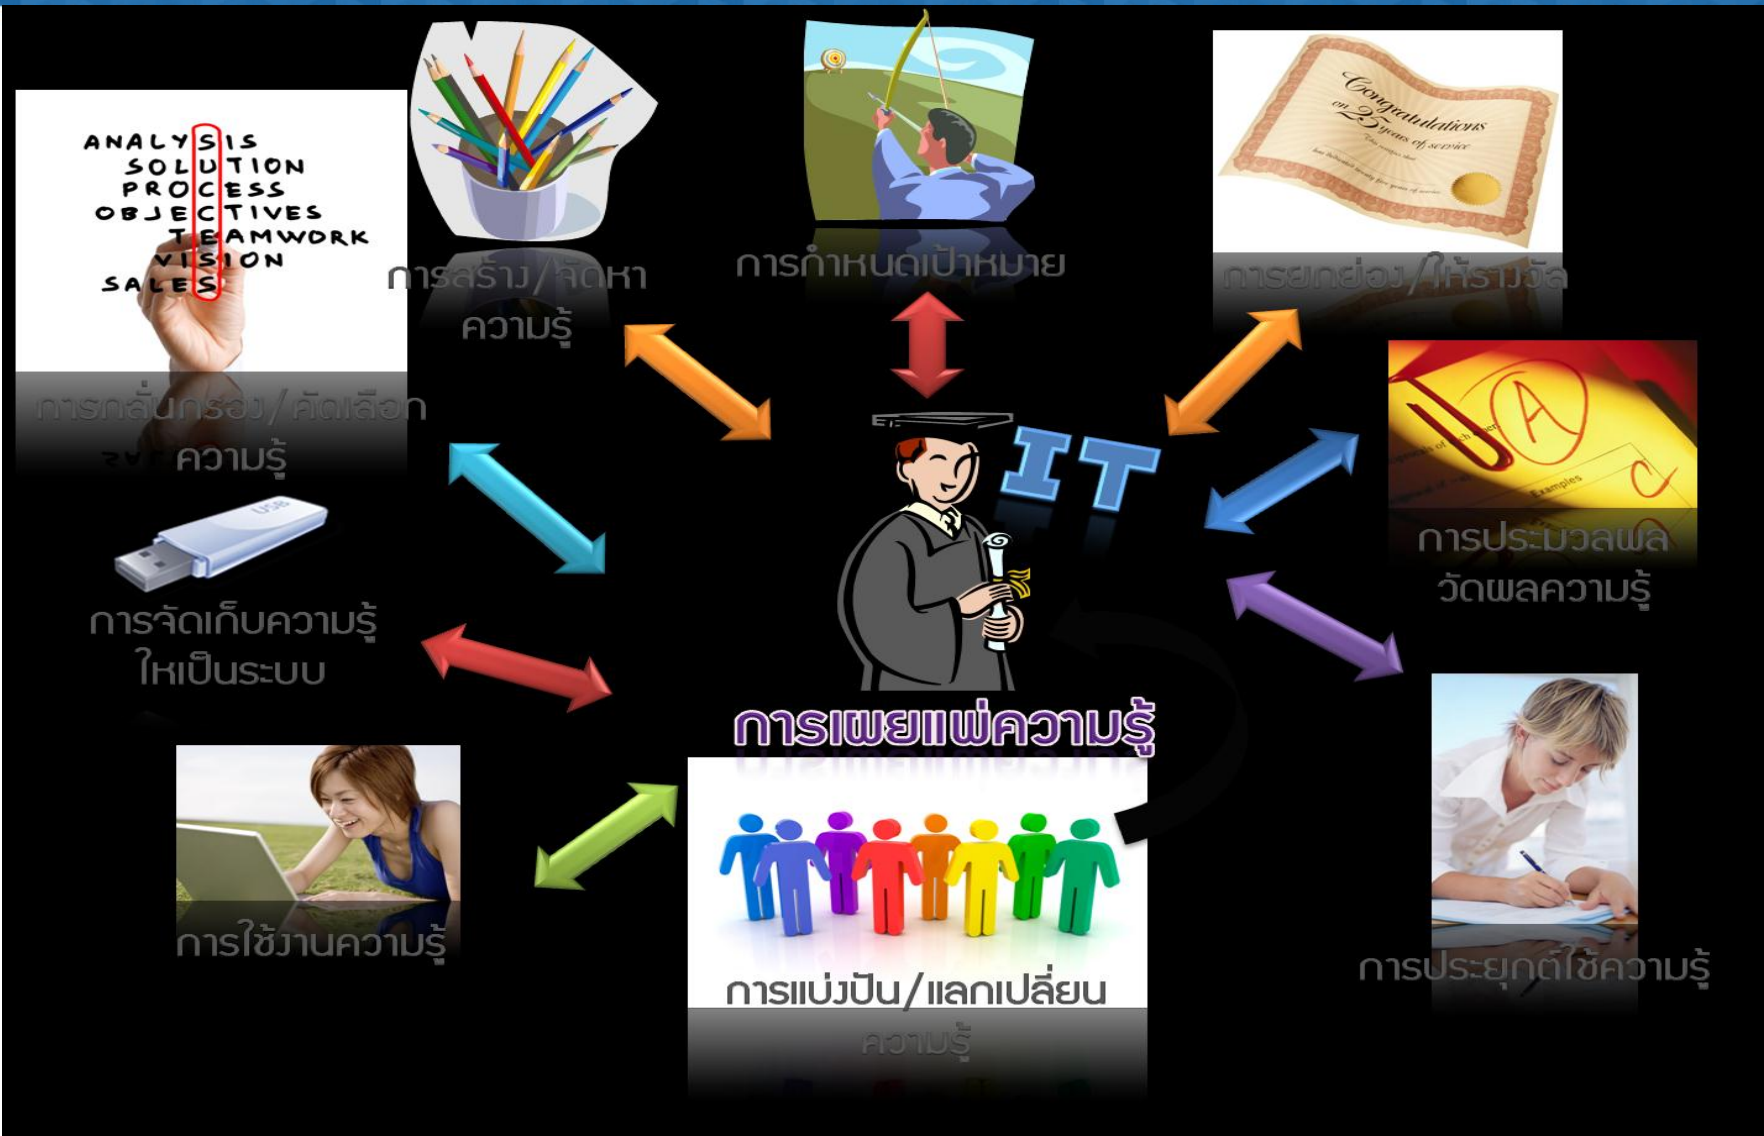 ANALYSIS
SOLUTION
PROCESS
OBJECTIVES
TEAMWORK
VISION
SALES
การสร้าง/จัดหา
ความรู้
การกำหนดเป้าหมาย
Congratulations
on 25 years of service
การยกย่อง/ให้รางวัล
การกลั่นกรอง/คัดเลือก
ความรู้
IT
A
Examples
C
การประมวลผล
วัดผลความรู้
USB
การจัดเก็บความรู้
ใหเป็นระบบ
การเผยแพ่ความรู้
การใช้งานความรู้
การแบ่งปัน/แลกเปลี่ยน
ความรู้
การประยุกต์ใช้ความรู้